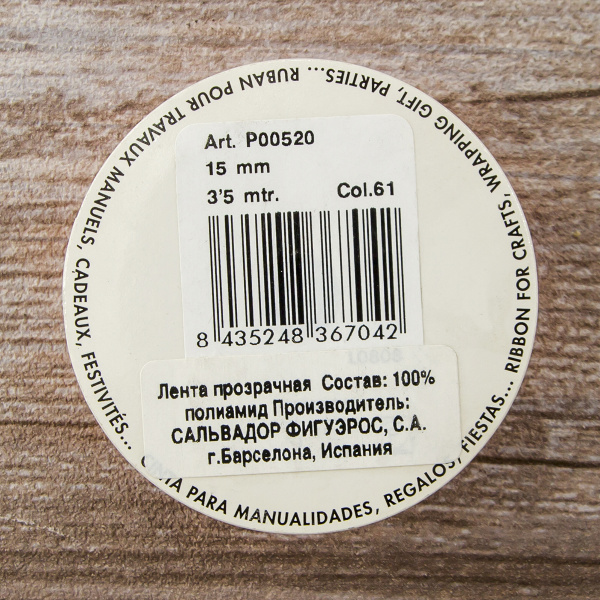 Art. P00520
15 mm
3'5 mtr. Col.61
8 435248 367042
Лента прозрачная Состав: 100%
полиамид Производитель:
САЛЬВАДОР ФИГУЭРОС, С.А.
г.Барселона, Испания
RUBAN POUR TRAVAUX MANUELS, CADEAUX, FESTIVITÉS...
PARA MANUALIDADES, REGALOS, FIESTAS...
RIBBON FOR CRAFTS, WRAPPING GIFT, PARTIES...